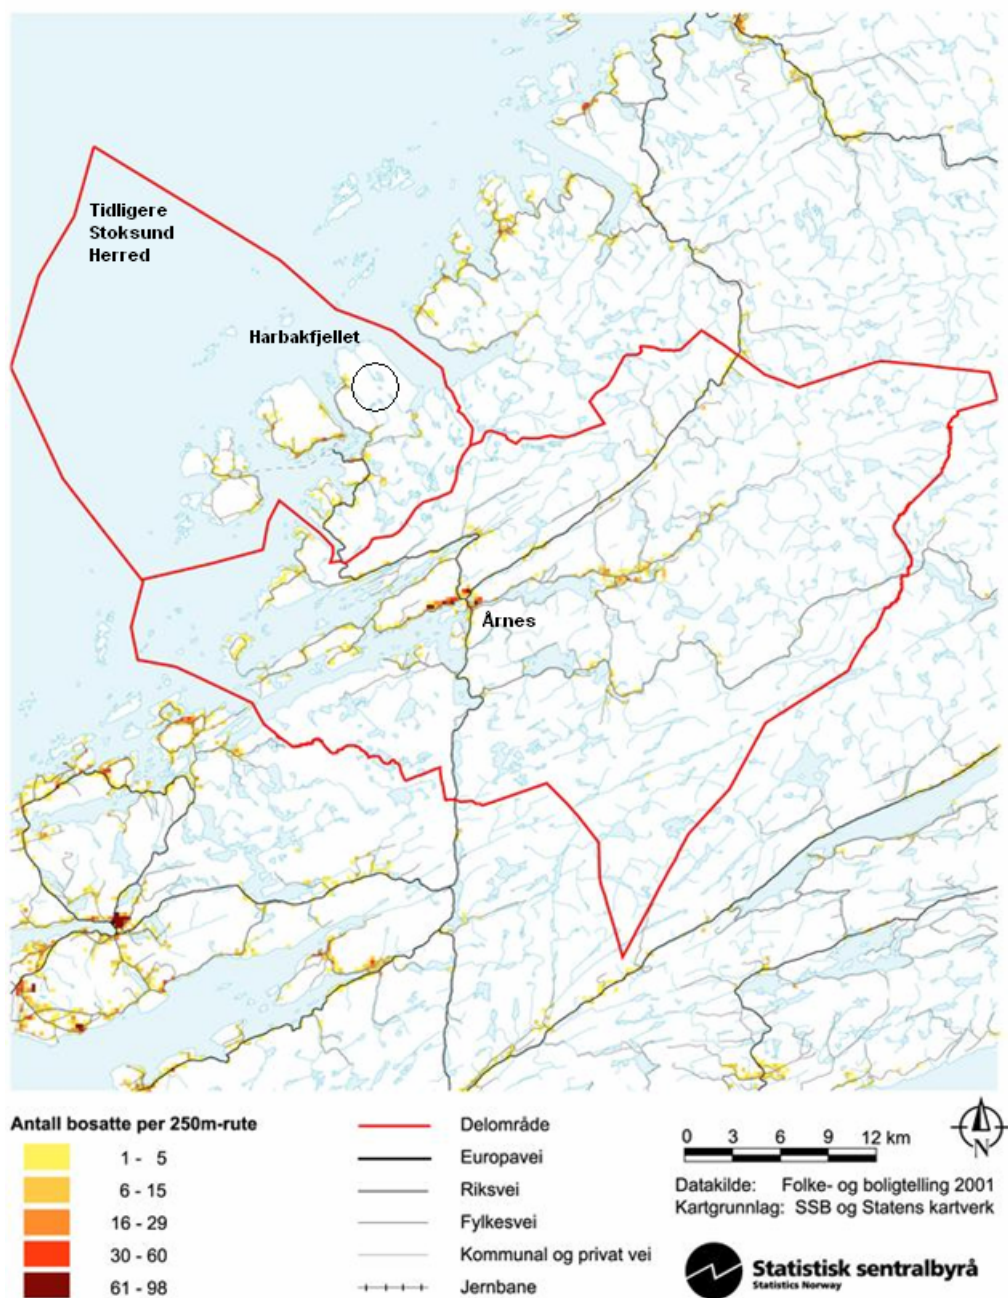 Tidligere
Stoksund
Herred
Harbakfjellet
Årnes
Antall bosatte per 250m-rute
1 - 5
6 - 15
16 - 29
30 - 60
61 - 98
Delområde
Europavei
Riksvei
Fylkesvei
Kommunal og privat vei
Jernbane
0 3 6 9 12 km
N
Datakilde: Folke- og boligtelling 2001
Kartgrunnlag: SSB og Statens kartverk
Statistisk sentralbyrå
Statistics Norway